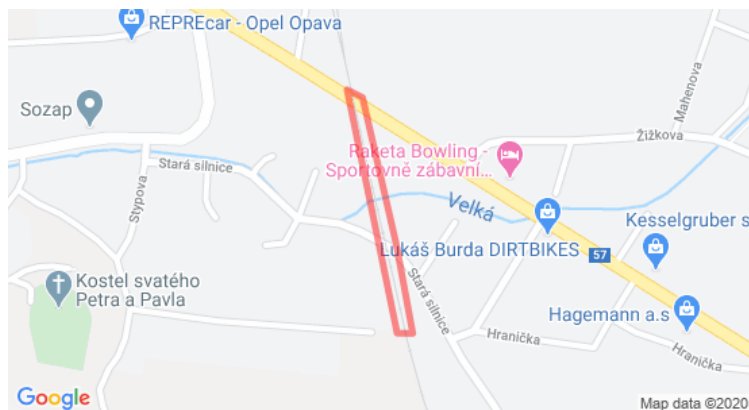 REPREcar - Opel Opava
Sozap
Mahenova
Žižkova
Raketa Bowling -
Sportovně zábavní...
Stará silnice
Stypova
Velká
Kesselgruber s
Lukáš Burda DIRTBIKES
57
Kostel svatého
Petra a Pavla
Stará silnice
Hagemann a.s
Hranička
Hranička
Google
Map data ©2020